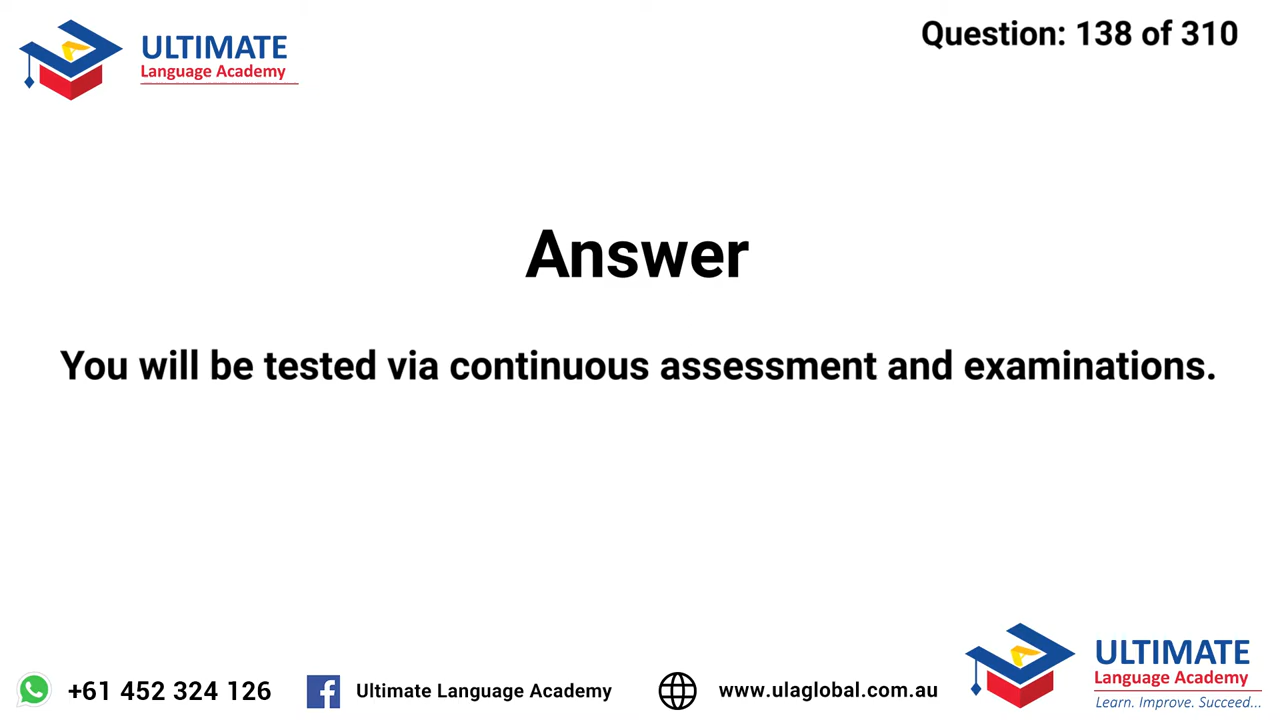 ULTIMATE
Language Academy
Question: 138 of 310
Answer
You will be tested via continuous assessment and examinations.
+61 452 324 126
Ultimate Language Academy
www.ulaglobal.com.au
ULTIMATE
Language Academy
Learn. Improve. Succeed...